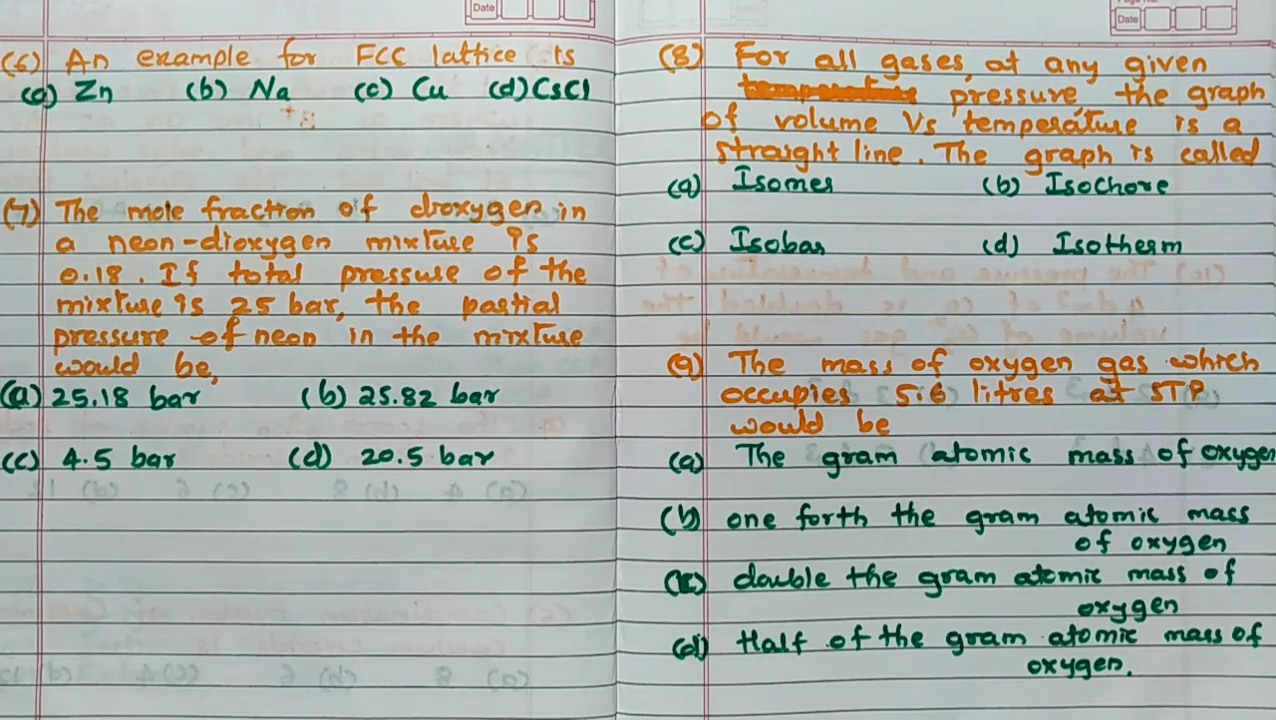 Date
(6) An example for FCC lattice is
(a) Zn (b) Na (c) Cu (d) CsCl
(7) The mole fraction of dioxygen in
a neon-dioxygen mixture is
0.18. If total pressure of the
mixture is 25 bar, the partial
pressure of neon in the mixture
would be,
(a) 25.18 bar (b) 25.82 bar
(c) 4.5 bar (d) 20.5 bar
Date
(8) For all gases, at any given
pressure, the graph
of volume Vs temperature is a
straight line. The graph is called
(a) Isomer (b) Isochore
(c) Isobar (d) Isotherm
(9) The mass of oxygen gas which
occupies 5.6 litres at STP
would be
(a) The gram atomic mass of oxygen
(b) one forth the gram atomic mass
of oxygen
(c) double the gram atomic mass of
oxygen
(d) Half of the gram atomic mass of
oxygen.